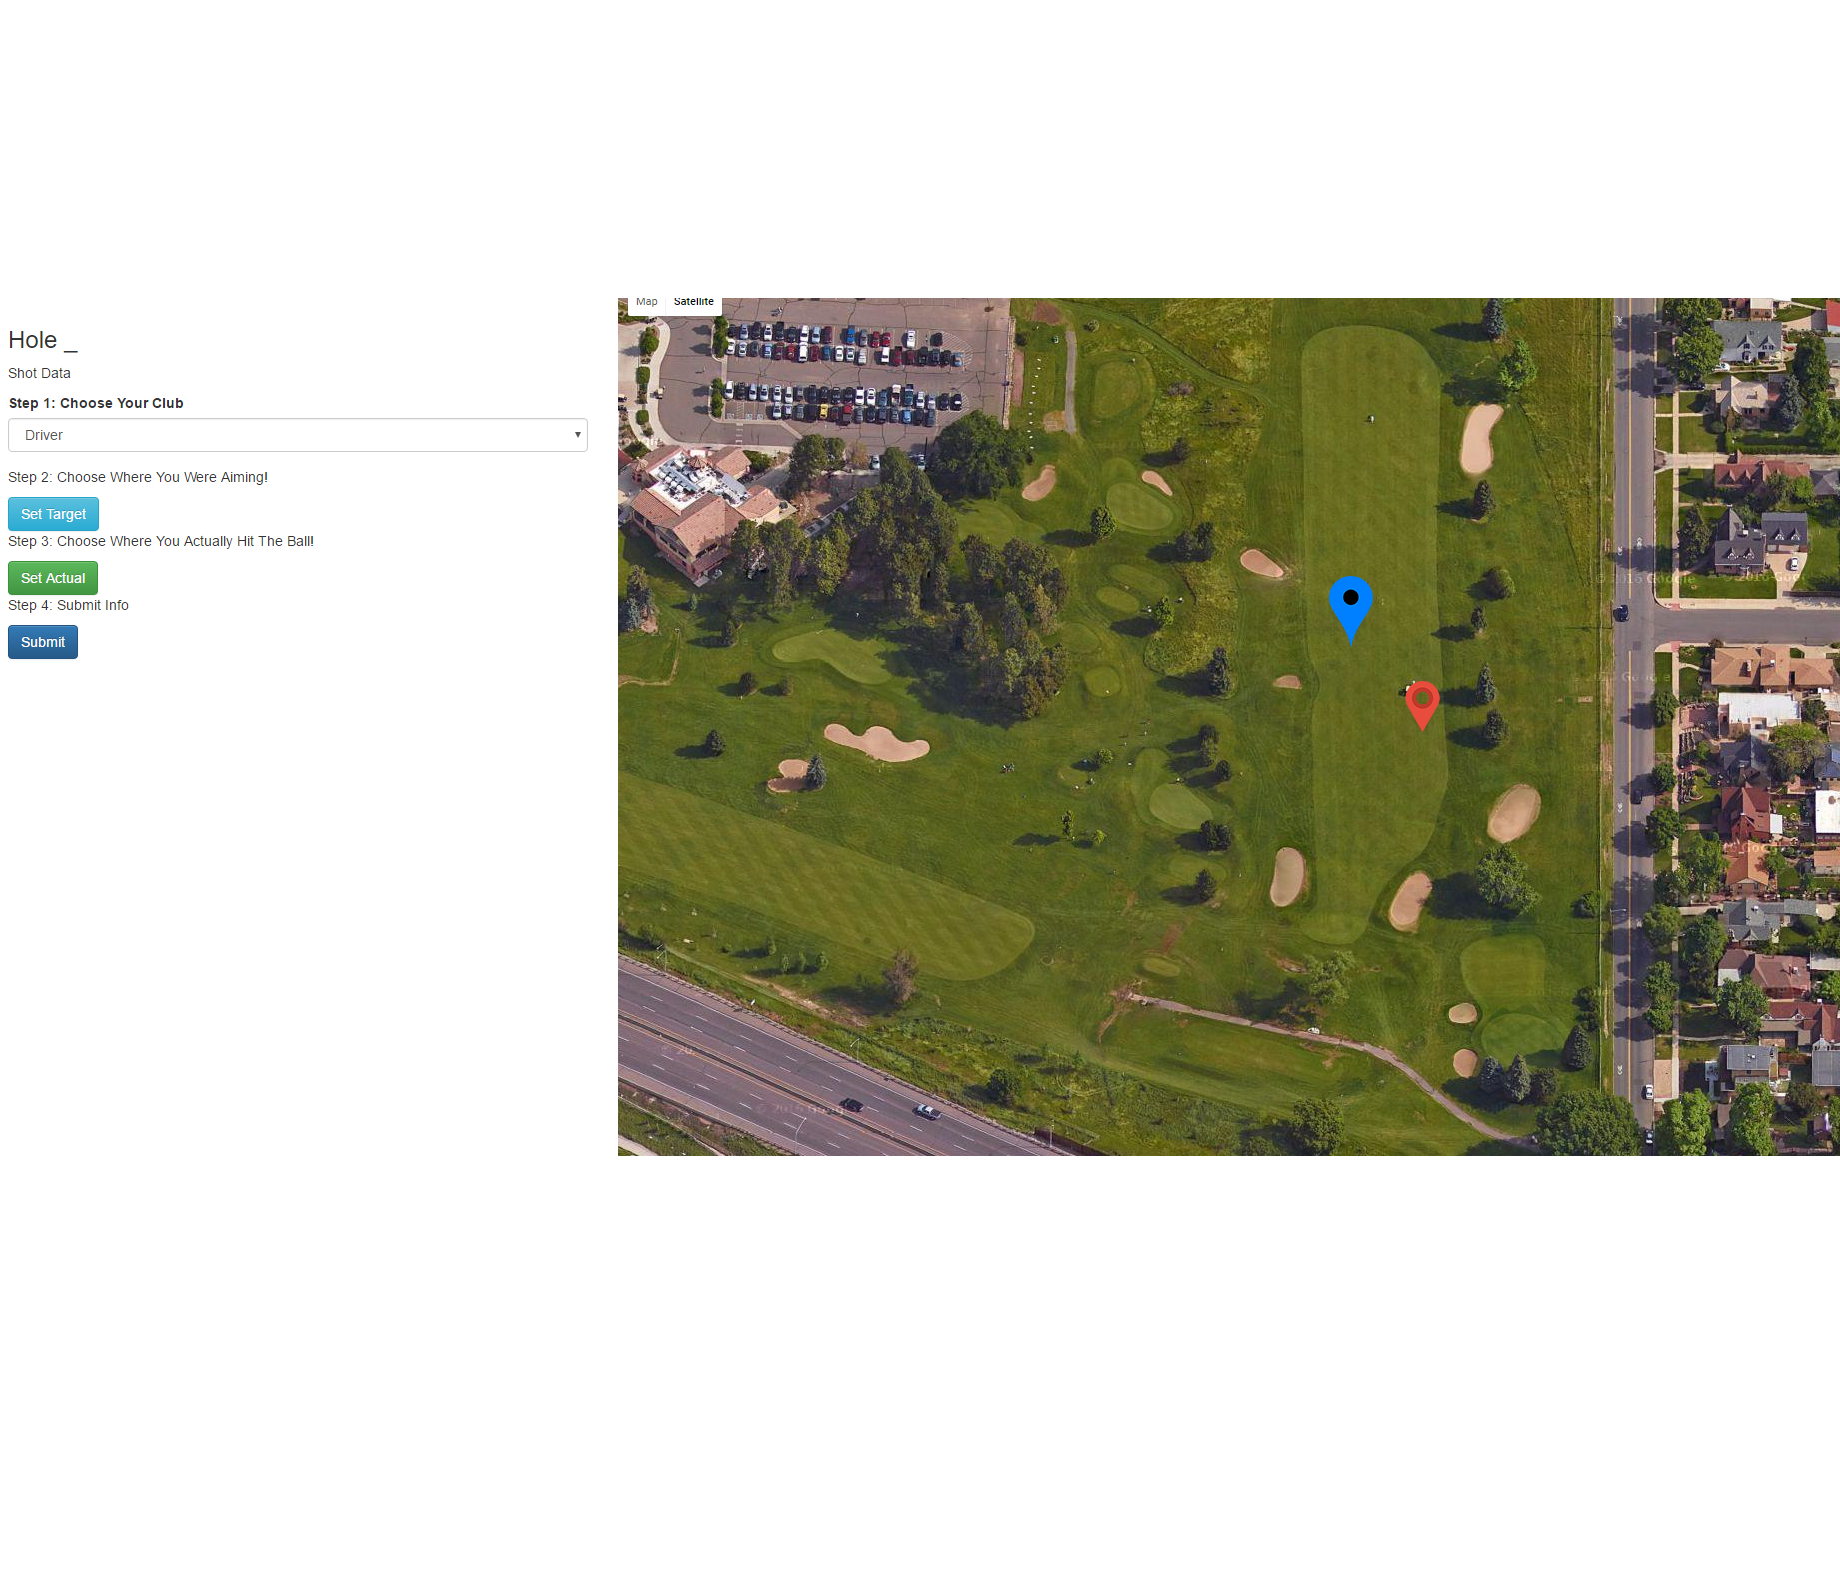 Map Satellite
Hole _
Shot Data
Step 1: Choose Your Club
Driver
Step 2: Choose Where You Were Aiming!
Set Target
Step 3: Choose Where You Actually Hit The Ball!
Set Actual
Step 4: Submit Info
Submit
© 2016 Google
Google